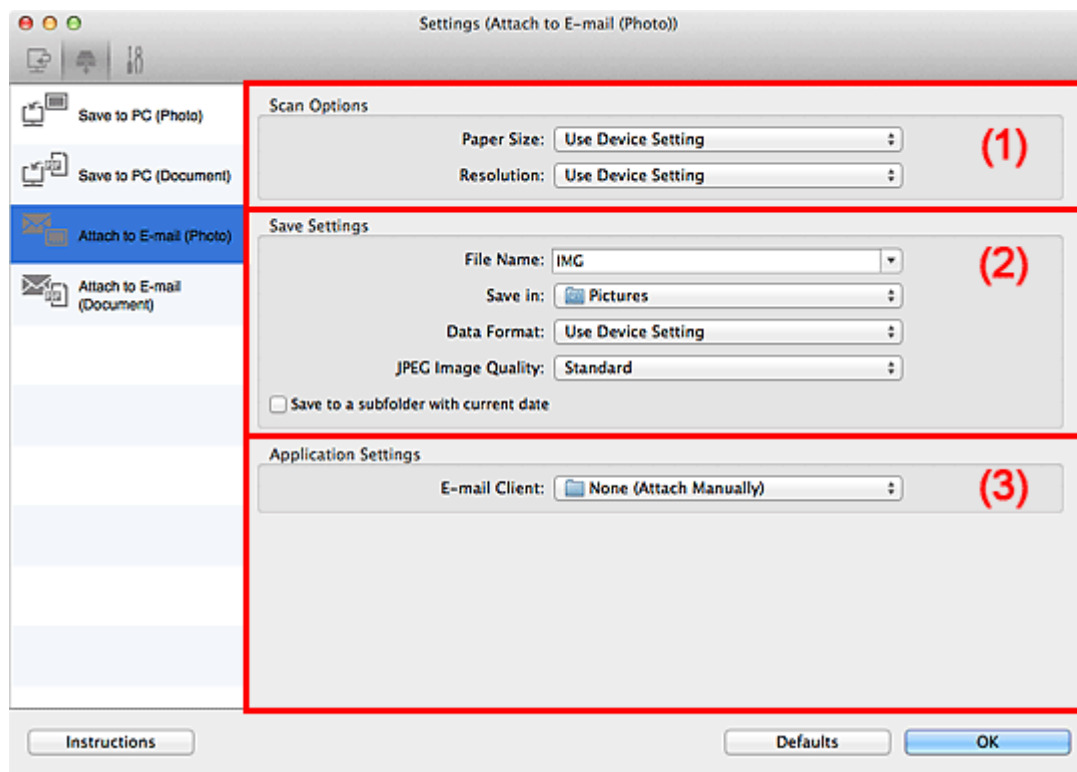 Settings (Attach to E-mail (Photo))
Save to PC (Photo)
Save to PC (Document)
Attach to E-mail (Photo)
Attach to E-mail
(Document)
Scan Options
Paper Size: Use Device Setting
Resolution: Use Device Setting
(1)
Save Settings
File Name: IMG
Save in: Pictures
Data Format: Use Device Setting
JPEG Image Quality: Standard
Save to a subfolder with current date
(2)
Application Settings
E-mail Client: None (Attach Manually)
(3)
Instructions
Defaults
OK